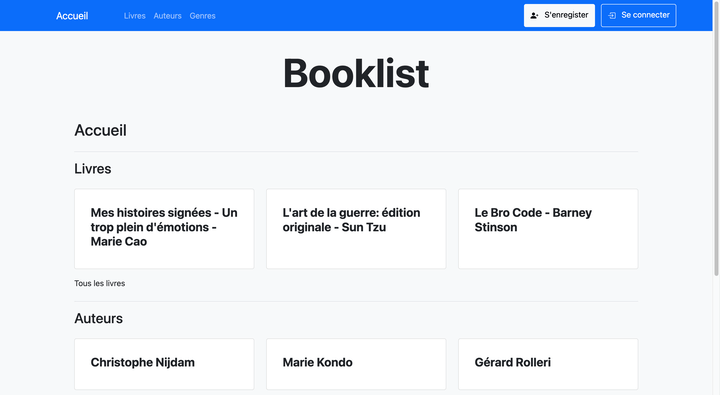 Accueil Livres Auteurs Genres S'enregister Se connecter
Booklist
Accueil
Livres
Mes histoires signées - Un
trop plein d'émotions -
Marie Cao
L'art de la guerre: édition
originale - Sun Tzu
Le Bro Code - Barney
Stinson
Tous les livres
Auteurs
Christophe Nijdam
Marie Kondo
Gérard Rolleri